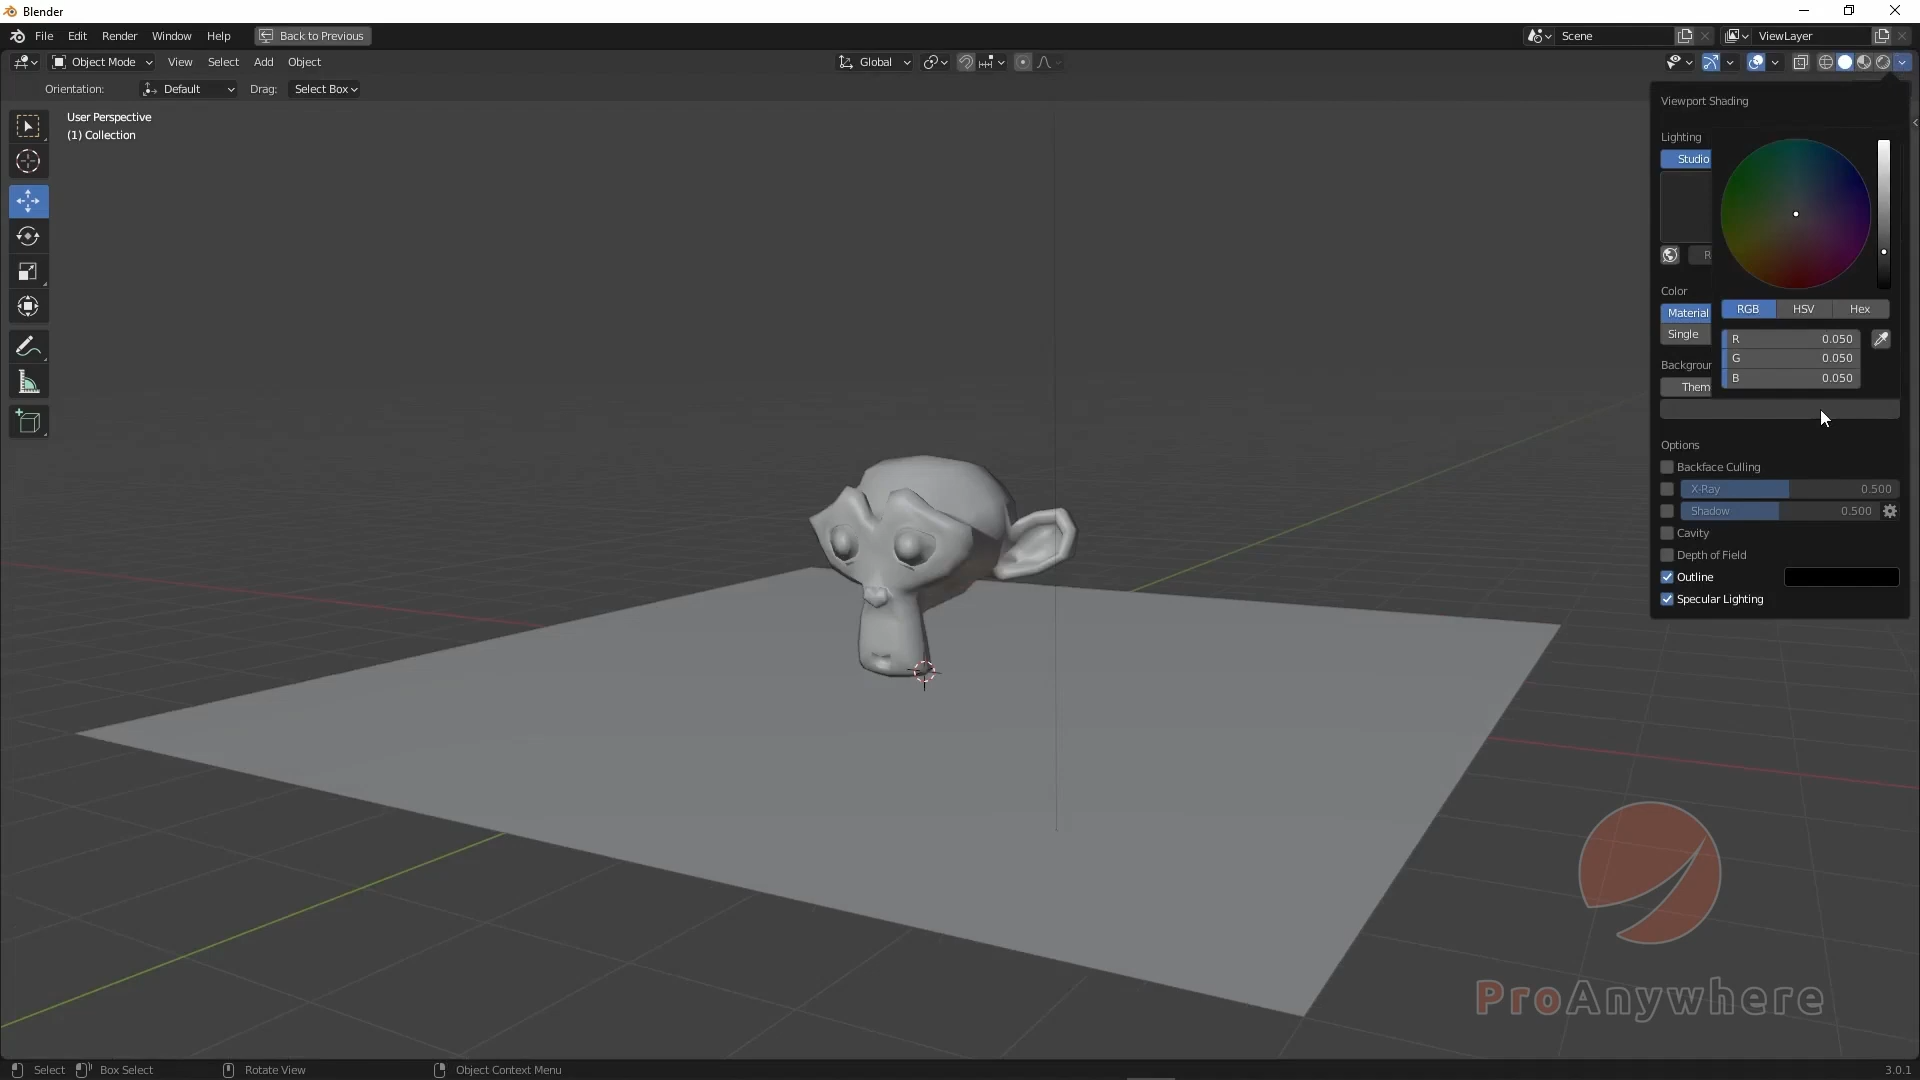 Blender
File Edit Render Window Help Back to Previous Scene ViewLayer
Object Mode View Select Add Object Global
Orientation: Default Drag: Select Box
User Perspective
(1) Collection
Viewport Shading
Lighting
Studio
R
Color
RGB HSV Hex
Material
Single
R 0.050
G 0.050
B 0.050
Backgroun
Them
Options
Backface Culling
X-Ray 0.500
Shadow 0.500
Cavity
Depth of Field
Outline
Specular Lighting
ProAnywhere
Select Box Select Rotate View Object Context Menu 3.0.1